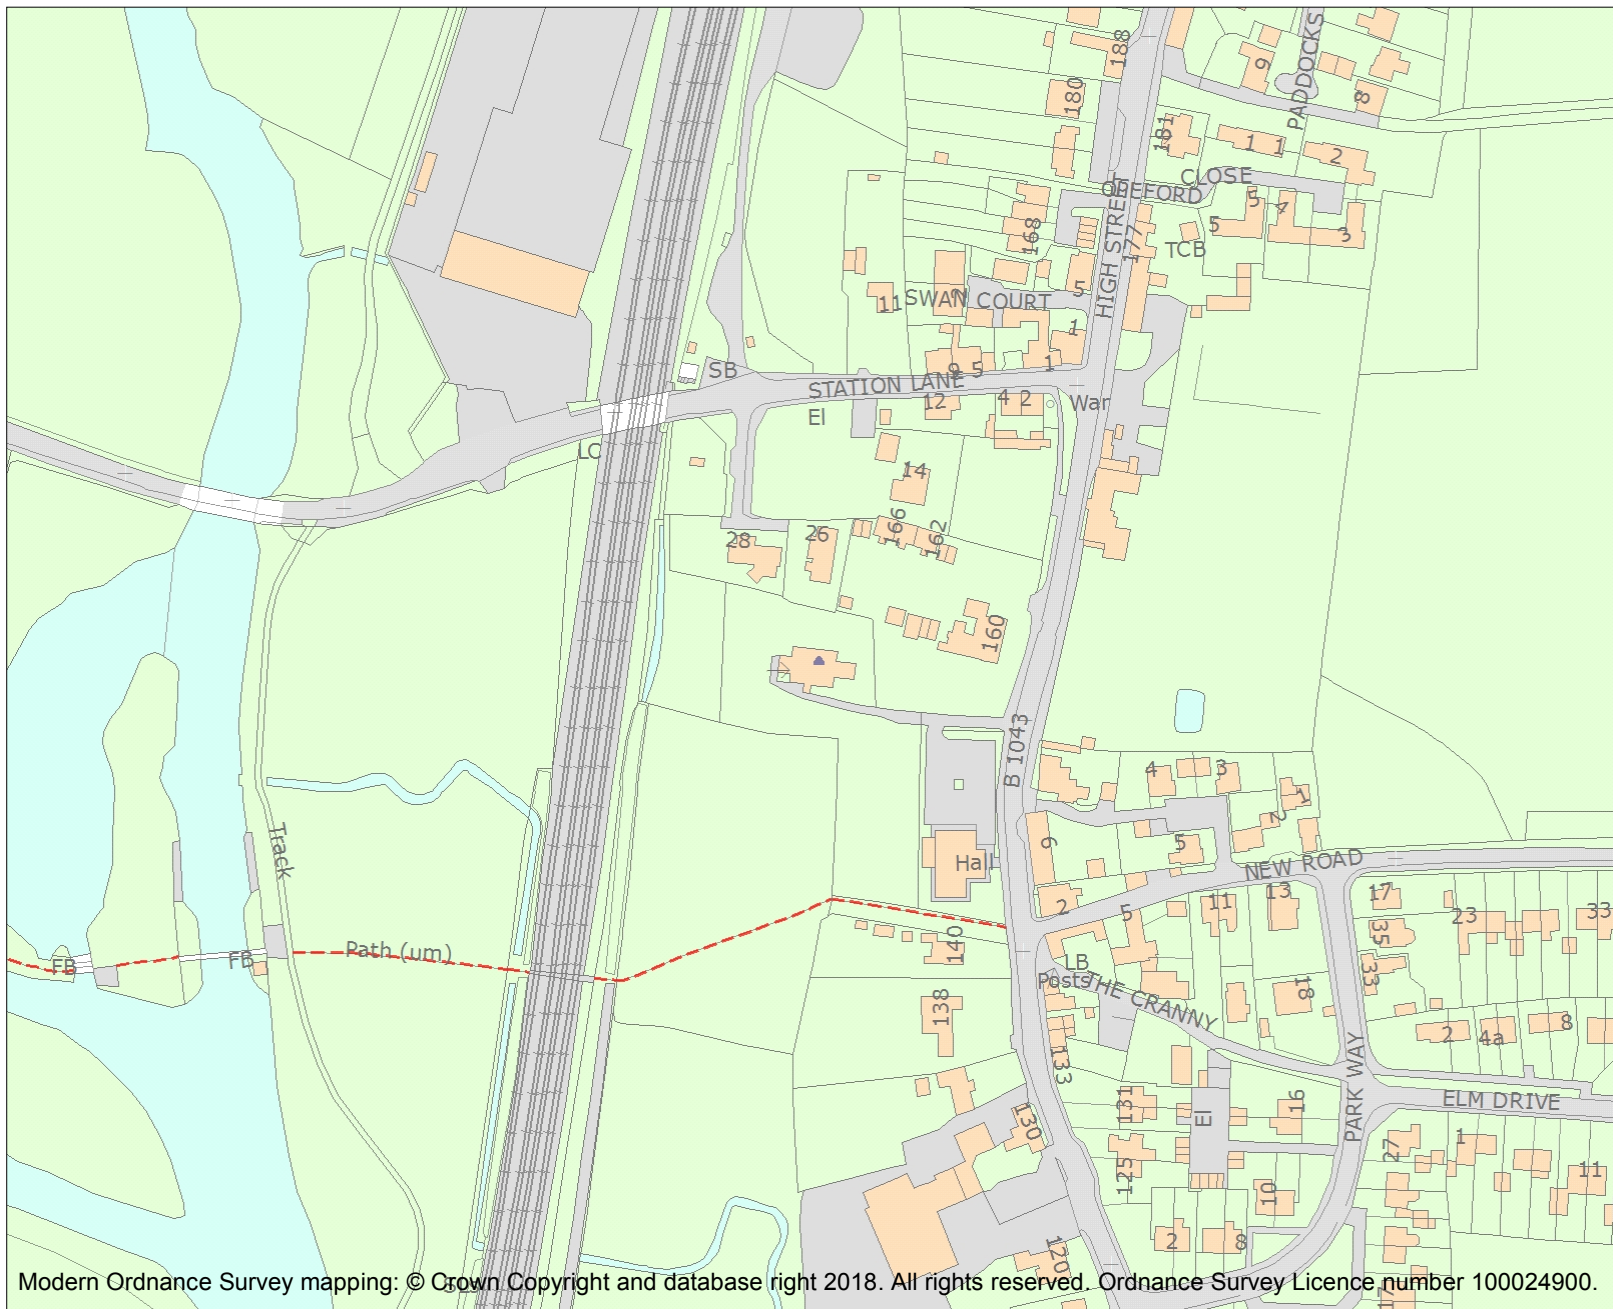 188
PADDOCKS
9
180
8
181
1
1
2
CLOSE
5
4
168
177
5
3
TCB
HIGH STREET
11
SWAN COURT
5
1
SB
9
5
1
STATION LANE
12
4
2
War
El
LC
14
166
162
28
26
160
B 1043
4
3
1
2
Track
Hall
6
5
NEW ROAD
2
5
11
13
17
23
33
35
140
Path (um)
FB
FB
LB
Posts
THE CRANNY
33
18
138
2
4a
8
133
PARK WAY
131
El
16
ELM DRIVE
130
27
1
125
10
11
120
2
8
Modern Ordnance Survey mapping: © Crown Copyright and database right 2018. All rights reserved. Ordnance Survey Licence number 100024900.